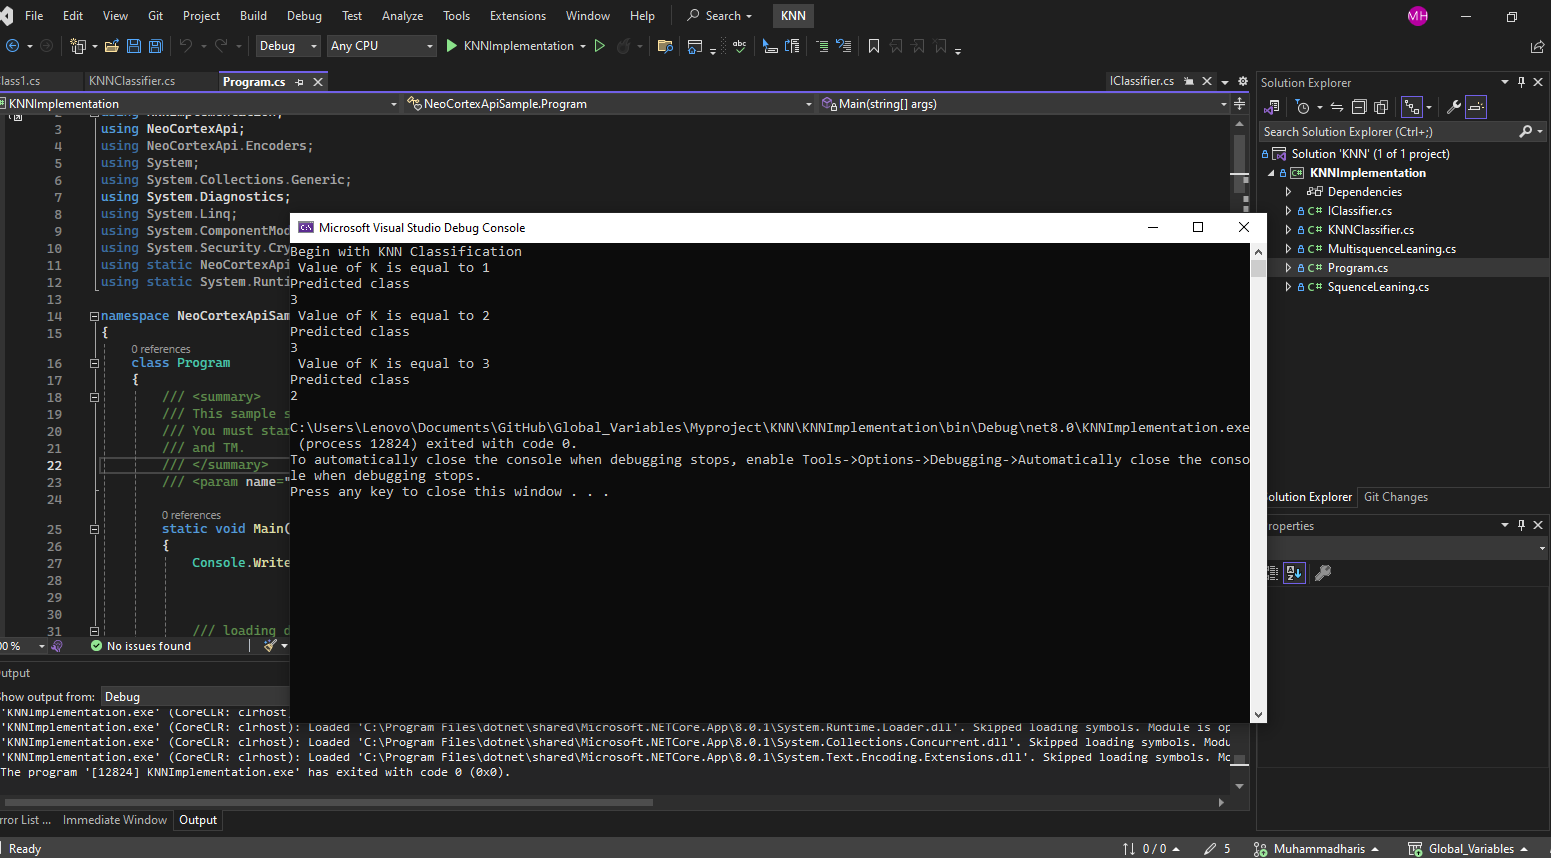 File Edit View Git Project Build Debug Test Analyze Tools Extensions Window Help Search KNN MH
Debug Any CPU KNNImplementation
lass1.cs KNNClassifier.cs Program.cs IClassifier.cs
KNNImplementation NeoCortexApiSample.Program Main(string[] args)
3 using NeoCortexApi;
4 using NeoCortexApi.Encoders;
5 using System;
6 using System.Collections.Generic;
7 using System.Diagnostics;
8 using System.Linq;
9 using System.ComponentMod
10 using System.Security.Cry
11 using static NeoCortexApi
12 using static System.Runti
13
14 namespace NeoCortexApiSam
15 {
0 references
16 class Program
17 {
18 /// <summary>
19 /// This sample s
20 /// You must star
21 /// and TM.
22 /// </summary>
23 /// <param name="
24
0 references
25 static void Main(
26 {
27 Console.Write
28
29
30
31 /// loading d
00 % No issues found
Microsoft Visual Studio Debug Console
Begin with KNN Classification
Value of K is equal to 1
Predicted class
3
Value of K is equal to 2
Predicted class
3
Value of K is equal to 3
Predicted class
2
C:\Users\Lenovo\Documents\GitHub\Global_Variables\Myproject\KNN\KNNImplementation\bin\Debug\net8.0\KNNImplementation.exe
(process 12824) exited with code 0.
To automatically close the console when debugging stops, enable Tools->Options->Debugging->Automatically close the conso
le when debugging stops.
Press any key to close this window . . .
Solution Explorer
Search Solution Explorer (Ctrl+;)
Solution 'KNN' (1 of 1 project)
KNNImplementation
Dependencies
C# IClassifier.cs
C# KNNClassifier.cs
C# MultisquenceLeaning.cs
C# Program.cs
C# SquenceLeaning.cs
olution Explorer Git Changes
roperties
utput
how output from: Debug
'KNNImplementation.exe' (CoreCLR: clrhost
'KNNImplementation.exe' (CoreCLR: clrhost): Loaded 'C:\Program Files\dotnet\shared\Microsoft.NETCore.App\8.0.1\System.Runtime.Loader.dll'. Skipped loading symbols. Module is op
'KNNImplementation.exe' (CoreCLR: clrhost): Loaded 'C:\Program Files\dotnet\shared\Microsoft.NETCore.App\8.0.1\System.Collections.Concurrent.dll'. Skipped loading symbols. Modu
'KNNImplementation.exe' (CoreCLR: clrhost): Loaded 'C:\Program Files\dotnet\shared\Microsoft.NETCore.App\8.0.1\System.Text.Encoding.Extensions.dll'. Skipped loading symbols. Mo
The program '[12824] KNNImplementation.exe' has exited with code 0 (0x0).
rror List ... Immediate Window Output
Ready 0 / 0 5 Muhammadharis Global_Variables